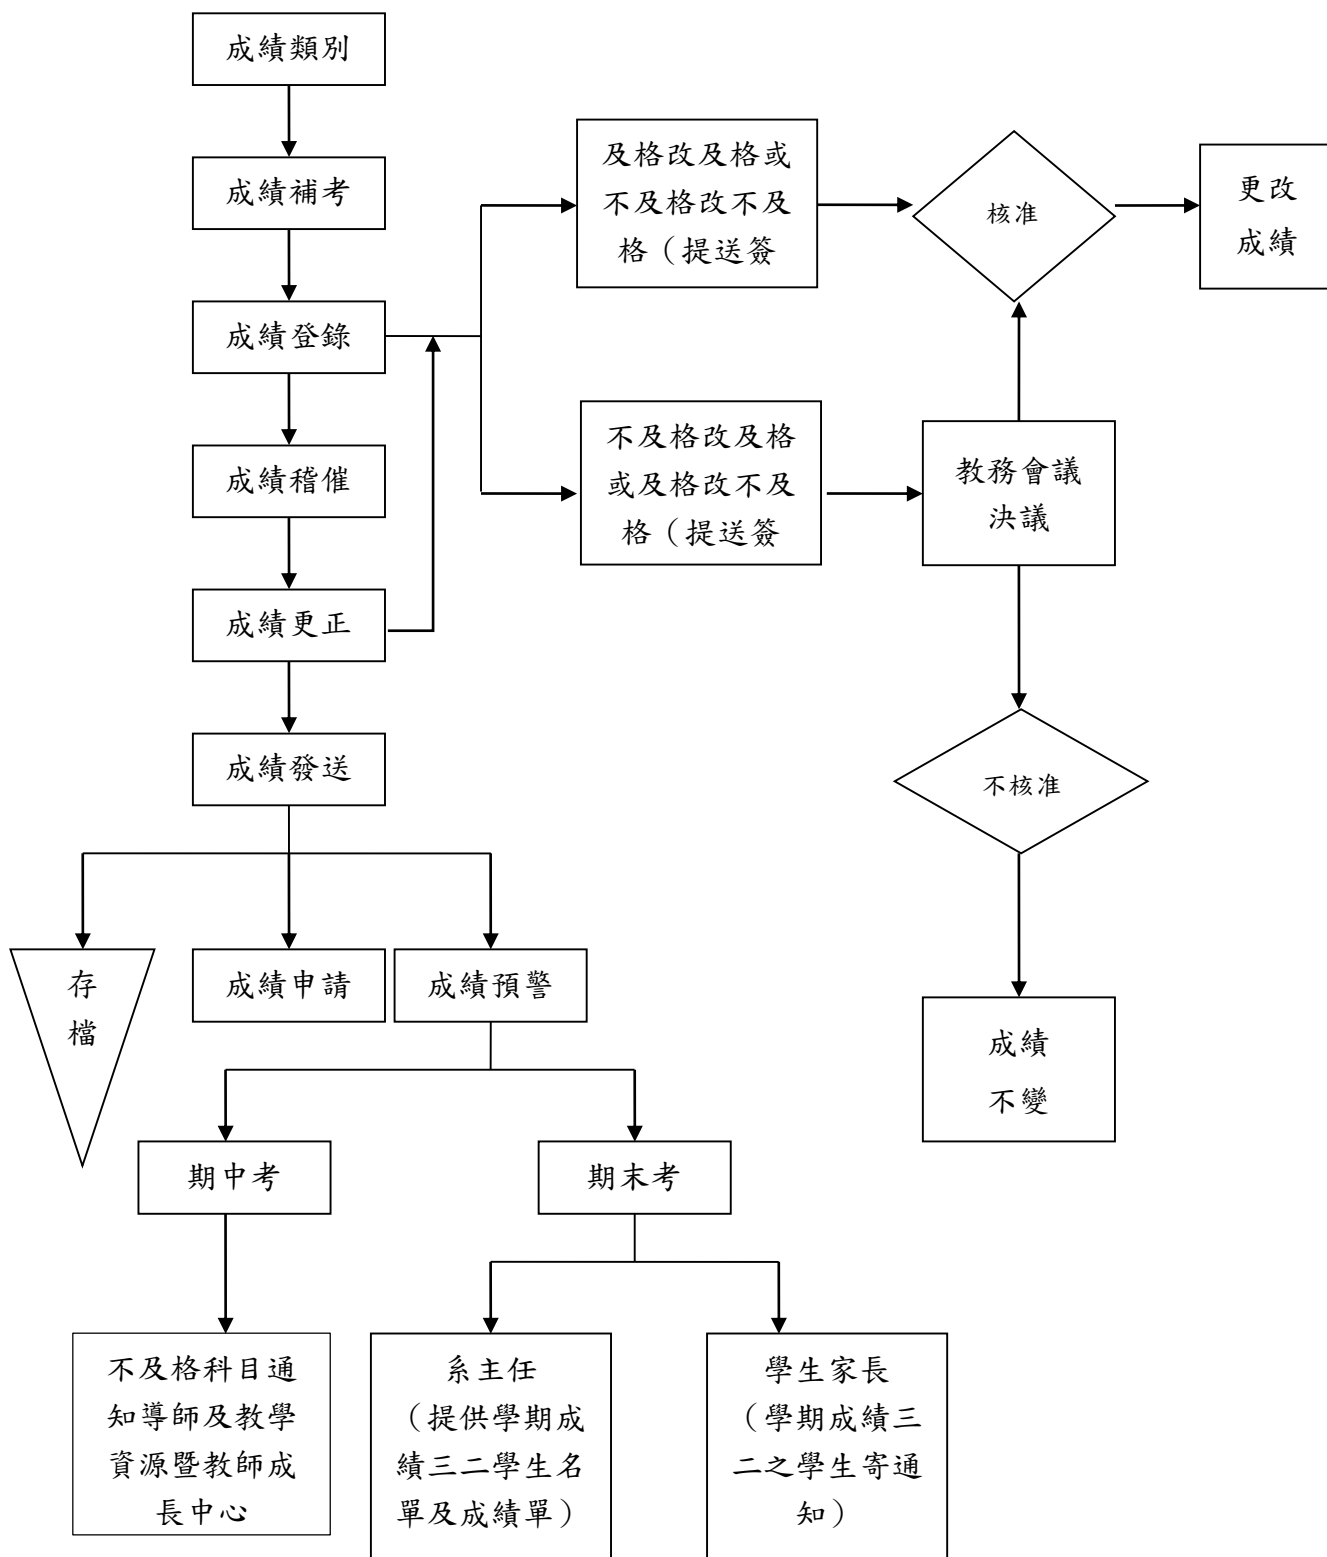 成績類別
成績補考
成績登錄
成績稽催
成績更正
成績發送
及格改及格或
不及格改不及
格（提送簽
核准
更改
成績
不及格改及格
或及格改不及
格（提送簽
教務會議
決議
不核准
成績
不變
存
檔
成績申請
成績預警
期中考
期末考
不及格科目通
知導師及教學
資源暨教師成
長中心
系主任
（提供學期成
績三二學生名
單及成績單）
學生家長
（學期成績三
二之學生寄通
知）